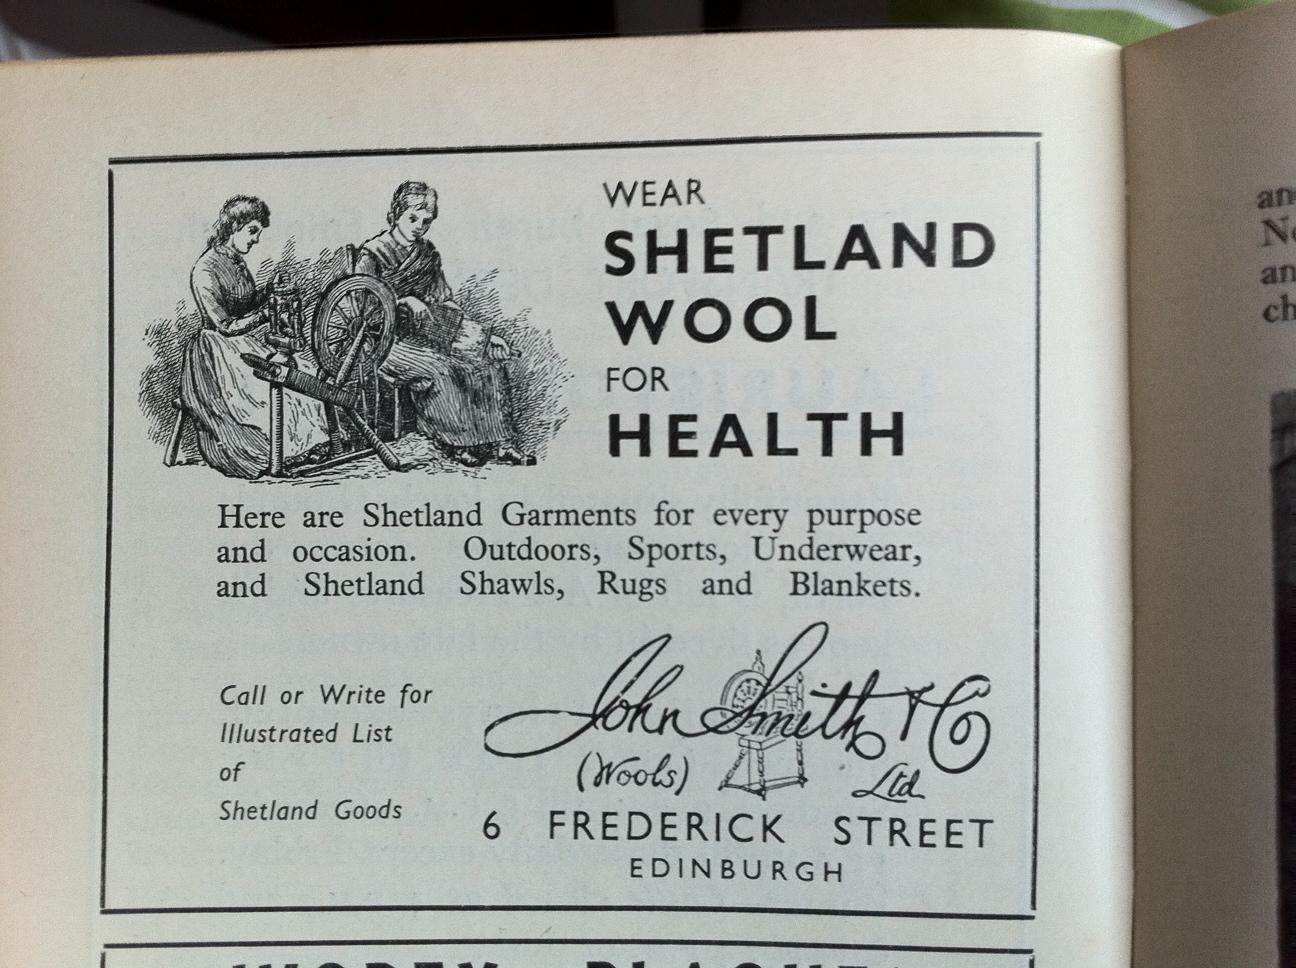 WEAR
SHETLAND
WOOL
FOR
HEALTH
Here are Shetland Garments for every purpose
and occasion. Outdoors, Sports, Underwear,
and Shetland Shawls, Rugs and Blankets.
Call or Write for
Illustrated List
of
Shetland Goods
John Smith & Co
(Wools) Ltd.
6 FREDERICK STREET
EDINBURGH